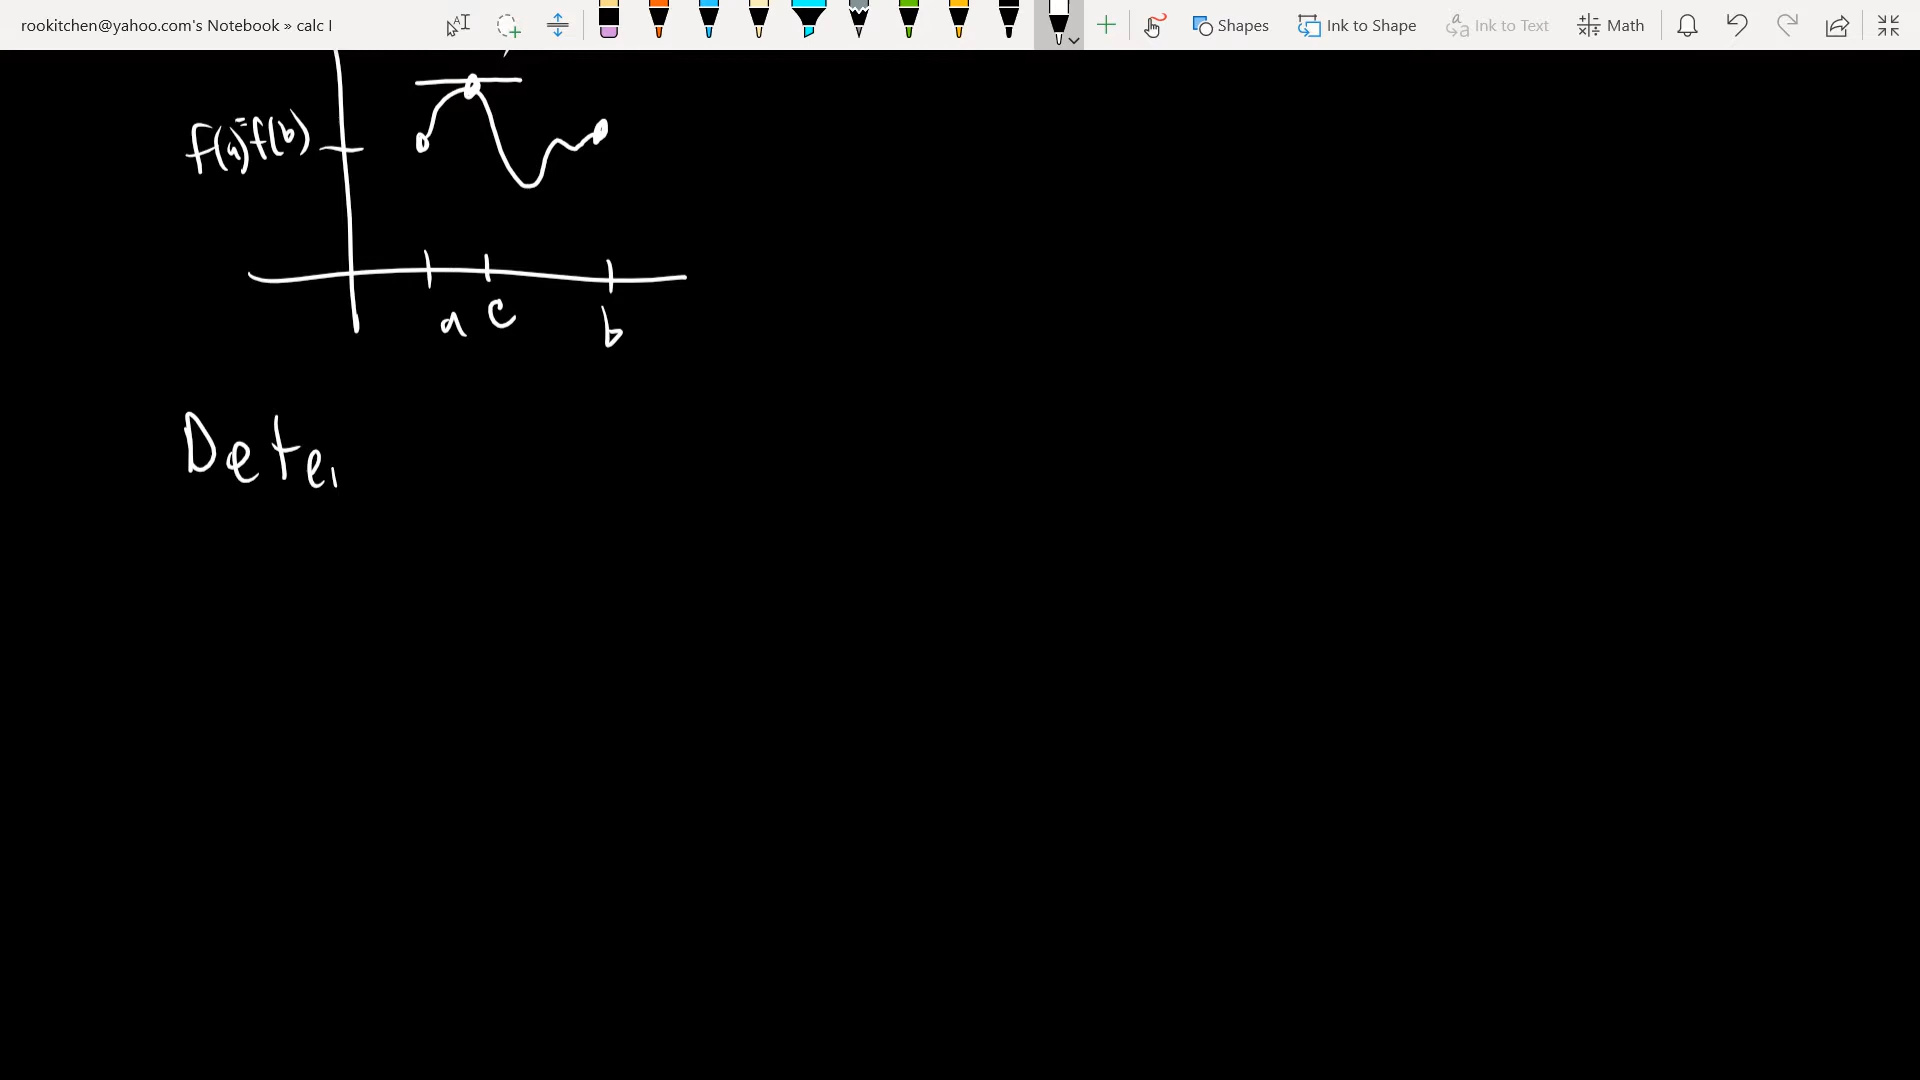 rookitchen@yahoo.com's Notebook » calc I
Shapes
Ink to Shape
Ink to Text
Math
f(a)=f(b)
a c b
Dete